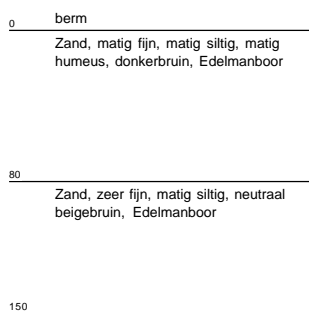 berm
0
Zand, matig fijn, matig siltig, matig
humeus, donkerbruin, Edelmanboor
80
Zand, zeer fijn, matig siltig, neutraal
beigebruin, Edelmanboor
150